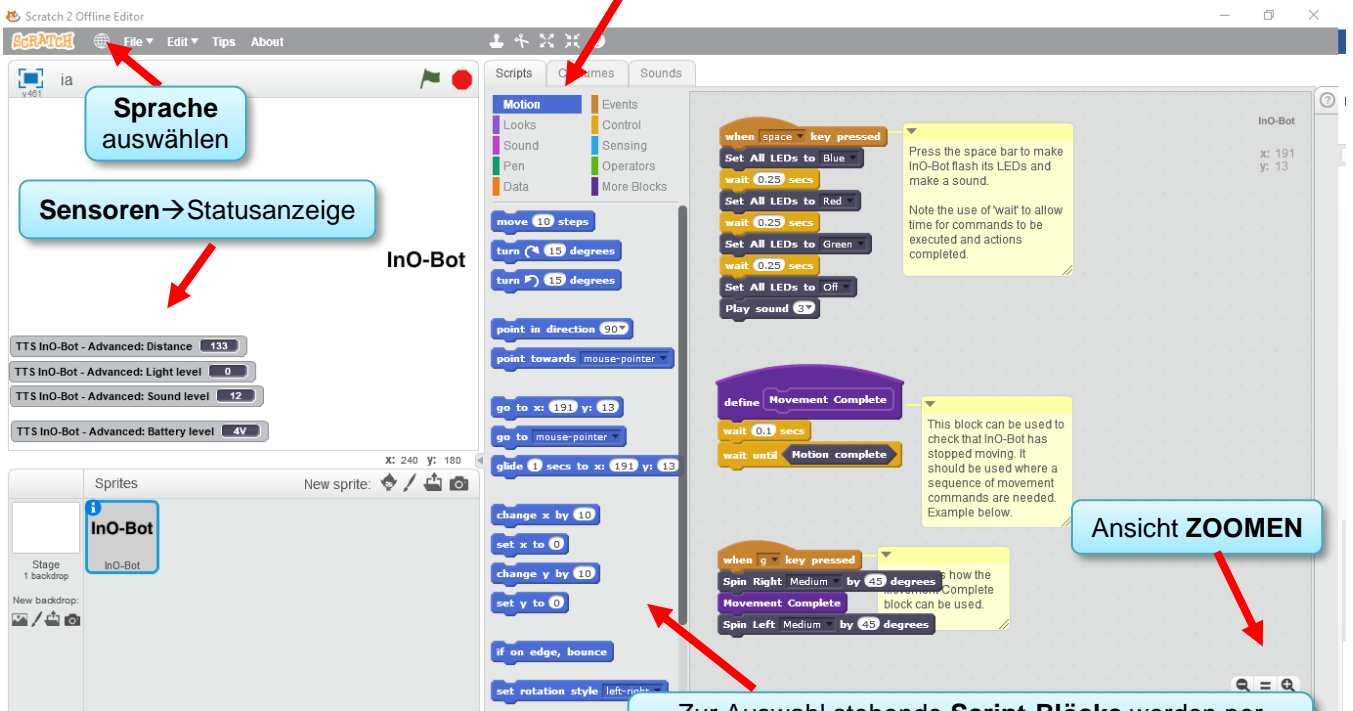 Scratch 2 Offline Editor
SCRATCH File Edit Tips About
ia
v461
Sprache
auswählen
Sensoren→Statusanzeige
InO-Bot
TTS InO-Bot - Advanced: Distance 133
TTS InO-Bot - Advanced: Light level 0
TTS InO-Bot - Advanced: Sound level 12
TTS InO-Bot - Advanced: Battery level 4V
X: 240 Y: 180
Sprites New sprite:
InO-Bot
InO-Bot
Stage
1 backdrop
New backdrop:
Scripts Sounds
Motion Events
Looks Control
Sound Sensing
Pen Operators
Data More Blocks
move 10 steps
turn 15 degrees
turn 15 degrees
point in direction 90
point towards mouse-pointer
go to x: 191 y: 13
go to mouse-pointer
glide 1 secs to x: 191 y: 13
change x by 10
set x to 0
change y by 10
set y to 0
if on edge, bounce
set rotation style left-right
when space key pressed
Set All LEDs to Blue
wait 0.25 secs
Set All LEDs to Red
wait 0.25 secs
Set All LEDs to Green
wait 0.25 secs
Set All LEDs to Off
Play sound 3
Press the space bar to make
InO-Bot flash its LEDs and
make a sound.
Note the use of 'wait' to allow
time for commands to be
executed and actions
completed.
InO-Bot
x: 191
y: 13
define Movement Complete
wait 0.1 secs
wait until Motion complete
This block can be used to
check that InO-Bot has
stopped moving. It
should be used where a
sequence of movement
commands are needed.
Example below.
Ansicht ZOOMEN
when g key pressed
Spin Right Medium by 45 degrees
Movement Complete
Spin Left Medium by 45 degrees
how the
Complete
block can be used.
Zur Auswahl stehende Script-Blöcke werden per